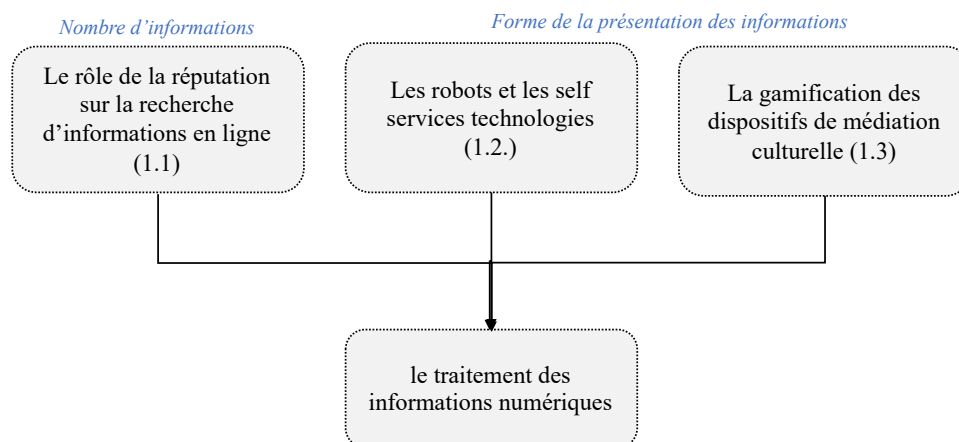 Nombre d’informations
Forme de la présentation des informations
Le rôle de la réputation
sur la recherche
d’informations en ligne
(1.1)
Les robots et les self
services technologies
(1.2.)
La gamification des
dispositifs de médiation
culturelle (1.3)
le traitement des
informations numériques